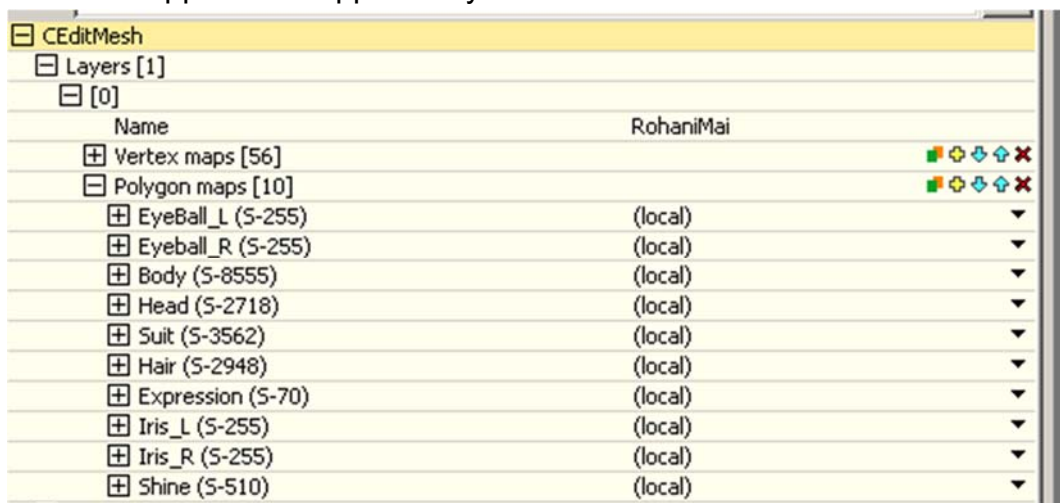 CEditMesh
Layers [1]
[0]
Name RohaniMai
Vertex maps [56]
Polygon maps [10]
EyeBall_L (S-255) (local)
Eyeball_R (S-255) (local)
Body (S-8555) (local)
Head (S-2718) (local)
Suit (S-3562) (local)
Hair (S-2948) (local)
Expression (S-70) (local)
Iris_L (S-255) (local)
Iris_R (S-255) (local)
Shine (S-510) (local)